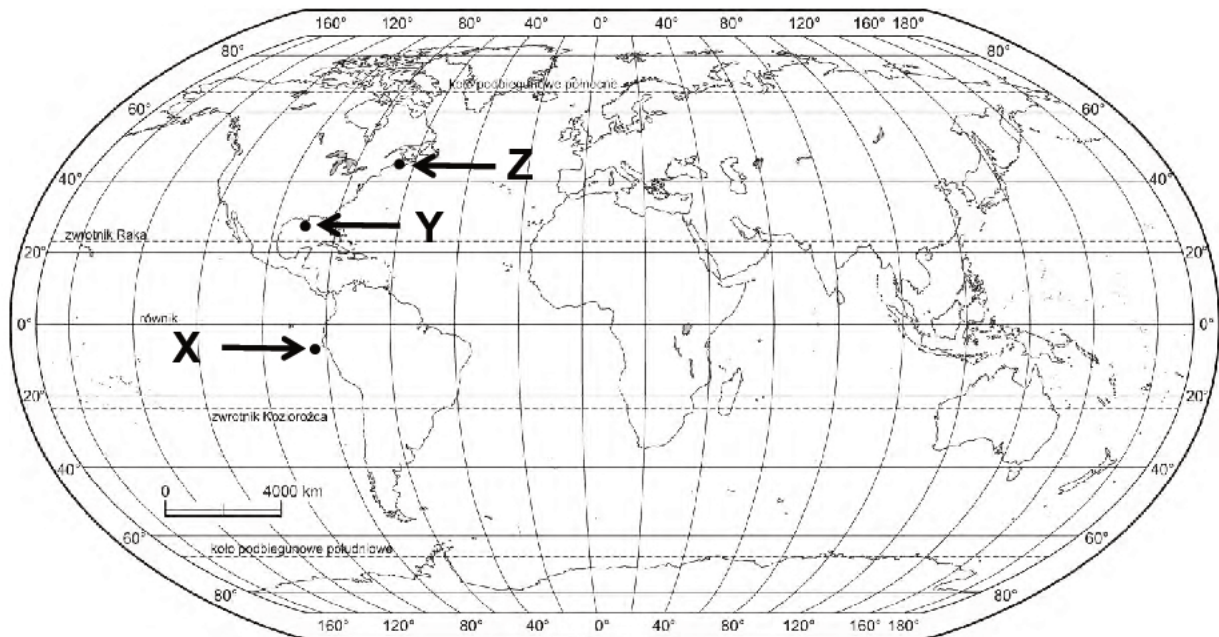 160° 120° 80° 40° 0° 40° 80° 120° 160° 180°
80° 80°
koło podbiegunowe północne
60° 60°
Z
40° 40°
Y
zwrotnik Raka
20° 20°
równik
0° 0°
X
20° 20°
zwrotnik Koziorożca
40° 40°
0 4000 km
60° 60°
koło podbiegunowe południowe
80° 80°
160° 120° 80° 40° 0° 40° 80° 120° 160° 180°